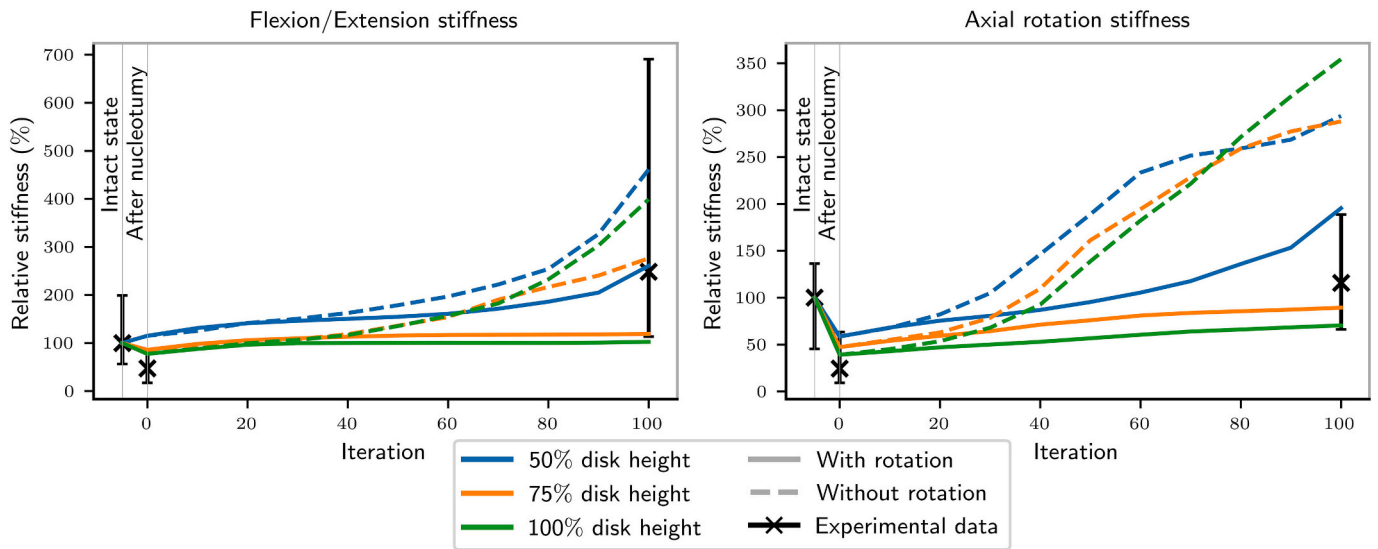 Flexion/Extension stiffness
700
600
500
400
300
200
100
0
Relative stiffness (%)
Intact state
After nucleotumy
0
20
40
60
80
100
Iteration
Axial rotation stiffness
350
300
250
200
150
100
50
0
Relative stiffness (%)
Intact state
After nucleotumy
0
20
40
60
80
100
Iteration
50% disk height
75% disk height
100% disk height
With rotation
Without rotation
Experimental data